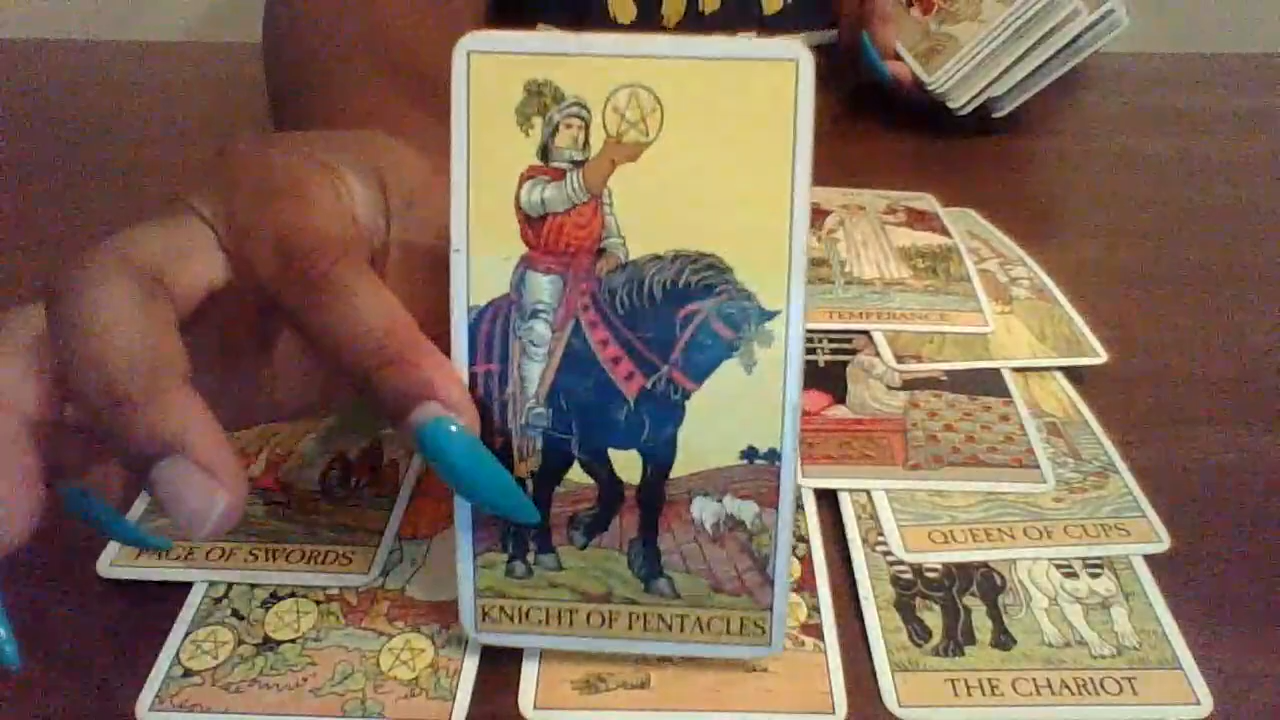 TEMPERANCE
QUEEN OF CUPS
PAGE OF SWORDS
KNIGHT OF PENTACLES
THE CHARIOT